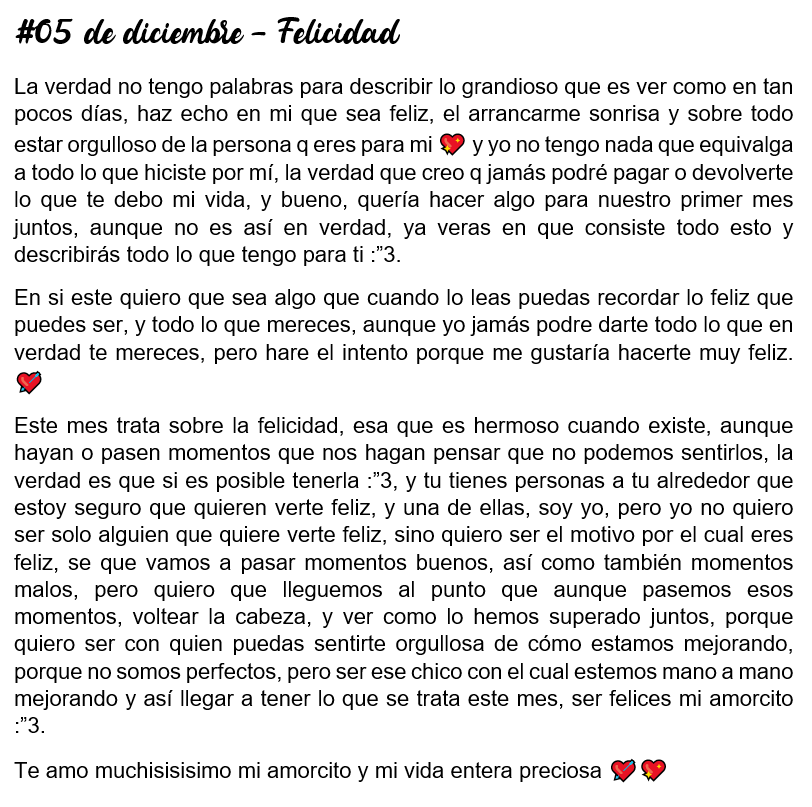 #05 de diciembre – Felicidad
La verdad no tengo palabras para describir lo grandioso que es ver como en tan
pocos días, haz echo en mi que sea feliz, el arrancarme sonrisa y sobre todo
estar orgulloso de la persona q eres para mi 💖 y yo no tengo nada que equivalga
a todo lo que hiciste por mí, la verdad que creo q jamás podré pagar o devolverte
lo que te debo mi vida, y bueno, quería hacer algo para nuestro primer mes
juntos, aunque no es así en verdad, ya veras en que consiste todo esto y
describirás todo lo que tengo para ti :”3.
En si este quiero que sea algo que cuando lo leas puedas recordar lo feliz que
puedes ser, y todo lo que mereces, aunque yo jamás podre darte todo lo que en
verdad te mereces, pero hare el intento porque me gustaría hacerte muy feliz.
💘
Este mes trata sobre la felicidad, esa que es hermoso cuando existe, aunque
hayan o pasen momentos que nos hagan pensar que no podemos sentirlos, la
verdad es que si es posible tenerla :”3, y tu tienes personas a tu alrededor que
estoy seguro que quieren verte feliz, y una de ellas, soy yo, pero yo no quiero
ser solo alguien que quiere verte feliz, sino quiero ser el motivo por el cual eres
feliz, se que vamos a pasar momentos buenos, así como también momentos
malos, pero quiero que lleguemos al punto que aunque pasemos esos
momentos, voltear la cabeza, y ver como lo hemos superado juntos, porque
quiero ser con quien puedas sentirte orgullosa de cómo estamos mejorando,
porque no somos perfectos, pero ser ese chico con el cual estemos mano a mano
mejorando y así llegar a tener lo que se trata este mes, ser felices mi amorcito
:”3.
Te amo muchisisisimo mi amorcito y mi vida entera preciosa 💘💖